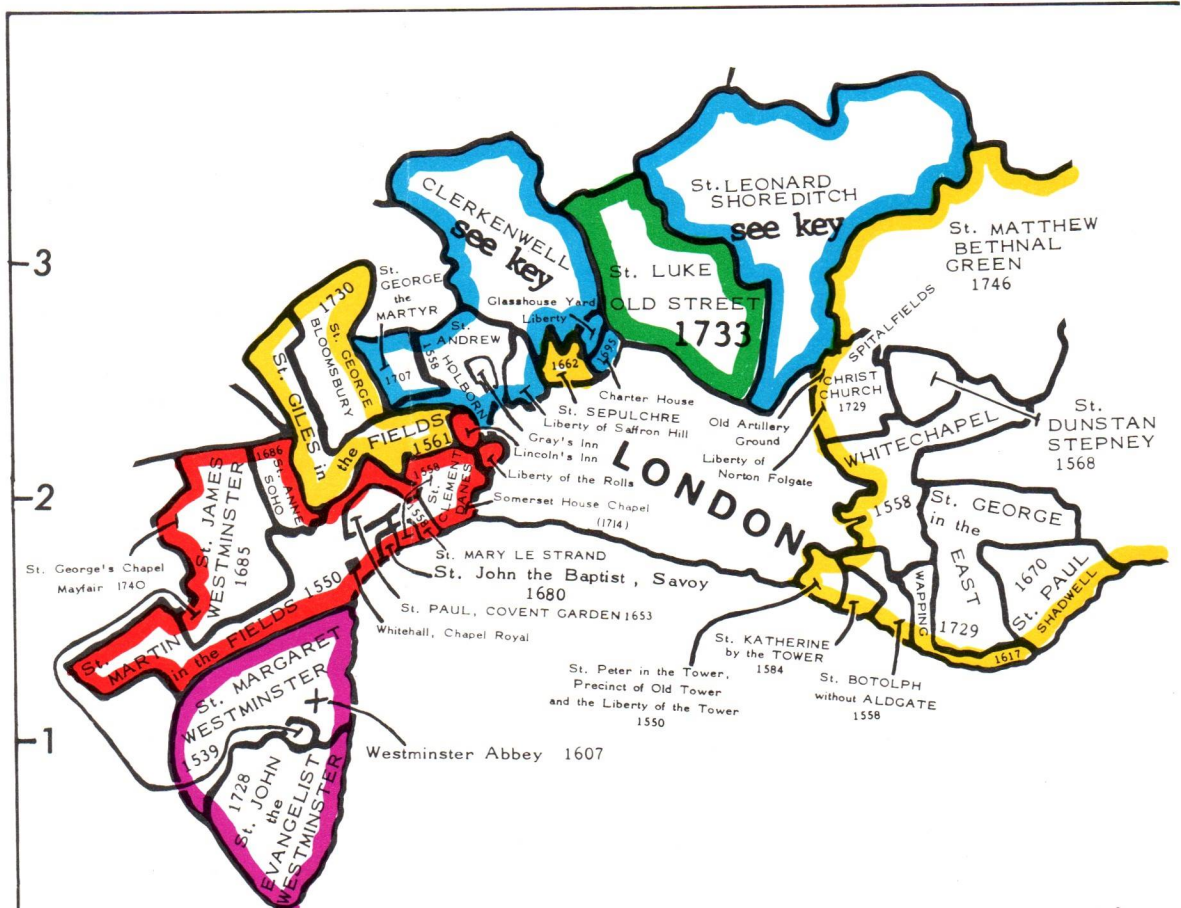 3
2
1
CLERKENWELL
see key
St. LEONARD
SHOREDITCH
see key
St. MATTHEW
BETHNAL
GREEN
1746
St. LUKE
OLD STREET
1733
St.
GEORGE
the
MARTYR
1707
Glasshouse Yard
Liberty
1695
1730
St. GEORGE
BLOOMSBURY
St. GILES in the FIELDS
1561
St.
ANDREW
HOLBORN
1558
1662
Charter House
St. SEPULCHRE
Liberty of Saffron Hill
Gray's Inn
Lincoln's Inn
Liberty of the Rolls
Somerset House Chapel
(1714)
SPITALFIELDS
CHRIST
CHURCH
1729
Old Artillery
Ground
Liberty of
Norton Folgate
WHITECHAPEL
1558
St.
DUNSTAN
STEPNEY
1568
LONDON
1686
St. ANNE
SOHO
St. JAMES
WESTMINSTER
1685
1558
St. CLEMENT
DANES
1558
St. MARY LE STRAND
St. John the Baptist, Savoy
1680
St. PAUL, COVENT GARDEN 1653
Whitehall, Chapel Royal
St. George's Chapel
Mayfair 1740
St. MARTIN in the FIELDS 1550
St. GEORGE
in the
EAST
1729
1670
St. PAUL
SHADWELL
WAPPING
1617
St. KATHERINE
by the TOWER
1584
St. BOTOLPH
without ALDGATE
1558
St. Peter in the Tower,
Precinct of Old Tower
and the Liberty of the Tower
1550
St. MARGARET
WESTMINSTER
1539
Westminster Abbey 1607
1728
St. JOHN
the
EVANGELIST
WESTMINSTER